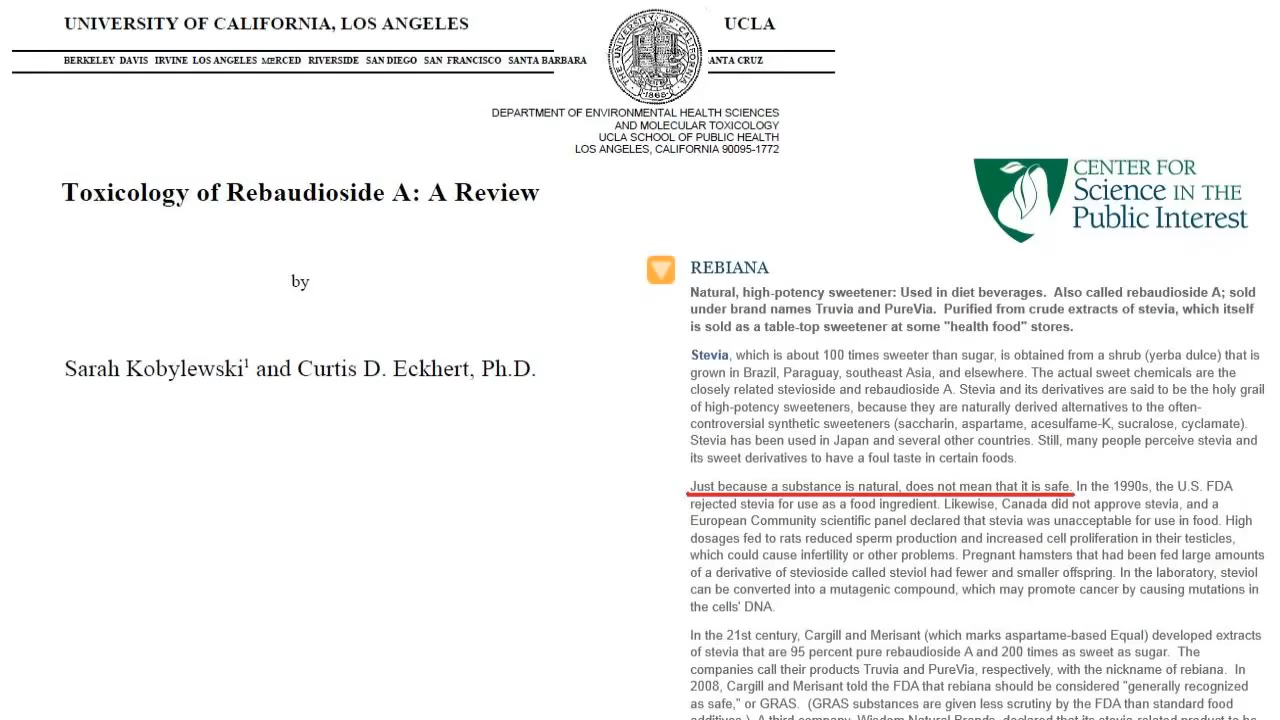 UNIVERSITY OF CALIFORNIA, LOS ANGELES
UCLA
BERKELEY DAVIS IRVINE LOS ANGELES MERCED RIVERSIDE SAN DIEGO SAN FRANCISCO SANTA BARBARA
ANTA CRUZ
DEPARTMENT OF ENVIRONMENTAL HEALTH SCIENCES
AND MOLECULAR TOXICOLOGY
UCLA SCHOOL OF PUBLIC HEALTH
LOS ANGELES, CALIFORNIA 90095-1772
Toxicology of Rebaudioside A: A Review
by
Sarah Kobylewski¹ and Curtis D. Eckhert, Ph.D.
CENTER FOR
Science IN THE
Public Interest
REBIANA
Natural, high-potency sweetener: Used in diet beverages. Also called rebaudioside A; sold
under brand names Truvia and PureVia. Purified from crude extracts of stevia, which itself
is sold as a table-top sweetener at some "health food" stores.
Stevia, which is about 100 times sweeter than sugar, is obtained from a shrub (yerba dulce) that is
grown in Brazil, Paraguay, southeast Asia, and elsewhere. The actual sweet chemicals are the
closely related stevioside and rebaudioside A. Stevia and its derivatives are said to be the holy grail
of high-potency sweeteners, because they are naturally derived alternatives to the often-
controversial synthetic sweeteners (saccharin, aspartame, acesulfame-K, sucralose, cyclamate).
Stevia has been used in Japan and several other countries. Still, many people perceive stevia and
its sweet derivatives to have a foul taste in certain foods.
Just because a substance is natural, does not mean that it is safe. In the 1990s, the U.S. FDA
rejected stevia for use as a food ingredient. Likewise, Canada did not approve stevia, and a
European Community scientific panel declared that stevia was unacceptable for use in food. High
dosages fed to rats reduced sperm production and increased cell proliferation in their testicles,
which could cause infertility or other problems. Pregnant hamsters that had been fed large amounts
of a derivative of stevioside called steviol had fewer and smaller offspring. In the laboratory, steviol
can be converted into a mutagenic compound, which may promote cancer by causing mutations in
the cells' DNA.
In the 21st century, Cargill and Merisant (which marks aspartame-based Equal) developed extracts
of stevia that are 95 percent pure rebaudioside A and 200 times as sweet as sugar. The
companies call their products Truvia and PureVia, respectively, with the nickname of rebiana. In
2008, Cargill and Merisant told the FDA that rebiana should be considered "generally recognized
as safe," or GRAS. (GRAS substances are given less scrutiny by the FDA than standard food
additives.) A third company, Wisdom Natural Brands, declared that its stevia-related product to be